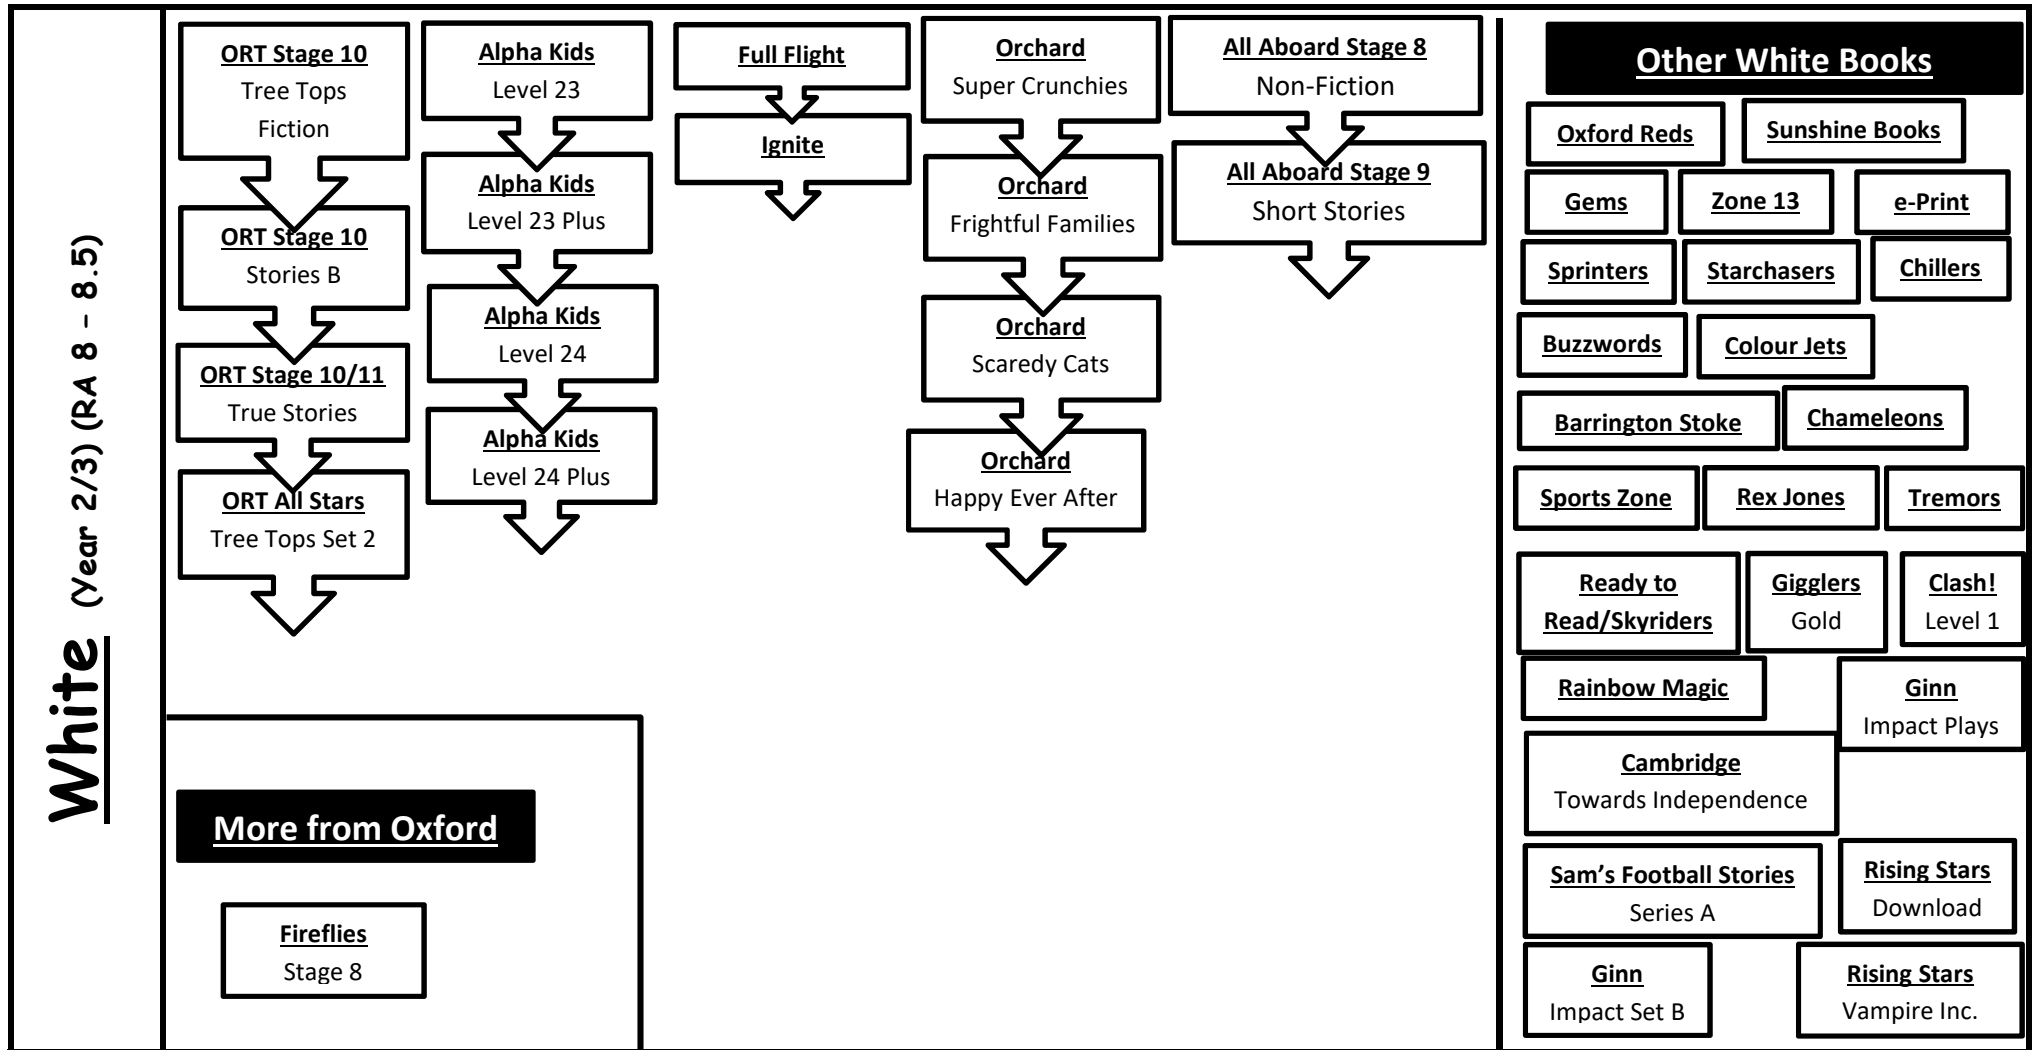 White (Year 2/3) (RA 8 – 8.5)
ORT Stage 10
Tree Tops
Fiction
ORT Stage 10
Stories B
ORT Stage 10/11
True Stories
ORT All Stars
Tree Tops Set 2
Alpha Kids
Level 23
Alpha Kids
Level 23 Plus
Alpha Kids
Level 24
Alpha Kids
Level 24 Plus
Full Flight
Ignite
Orchard
Super Crunchies
Orchard
Frightful Families
Orchard
Scaredy Cats
Orchard
Happy Ever After
All Aboard Stage 8
Non-Fiction
All Aboard Stage 9
Short Stories
More from Oxford
Fireflies
Stage 8
Other White Books
Oxford Reds
Sunshine Books
Gems
Zone 13
e-Print
Sprinters
Starchasers
Chillers
Buzzwords
Colour Jets
Barrington Stoke
Chameleons
Sports Zone
Rex Jones
Tremors
Ready to
Read/Skyriders
Gigglers
Gold
Clash!
Level 1
Rainbow Magic
Ginn
Impact Plays
Cambridge
Towards Independence
Sam’s Football Stories
Series A
Rising Stars
Download
Ginn
Impact Set B
Rising Stars
Vampire Inc.